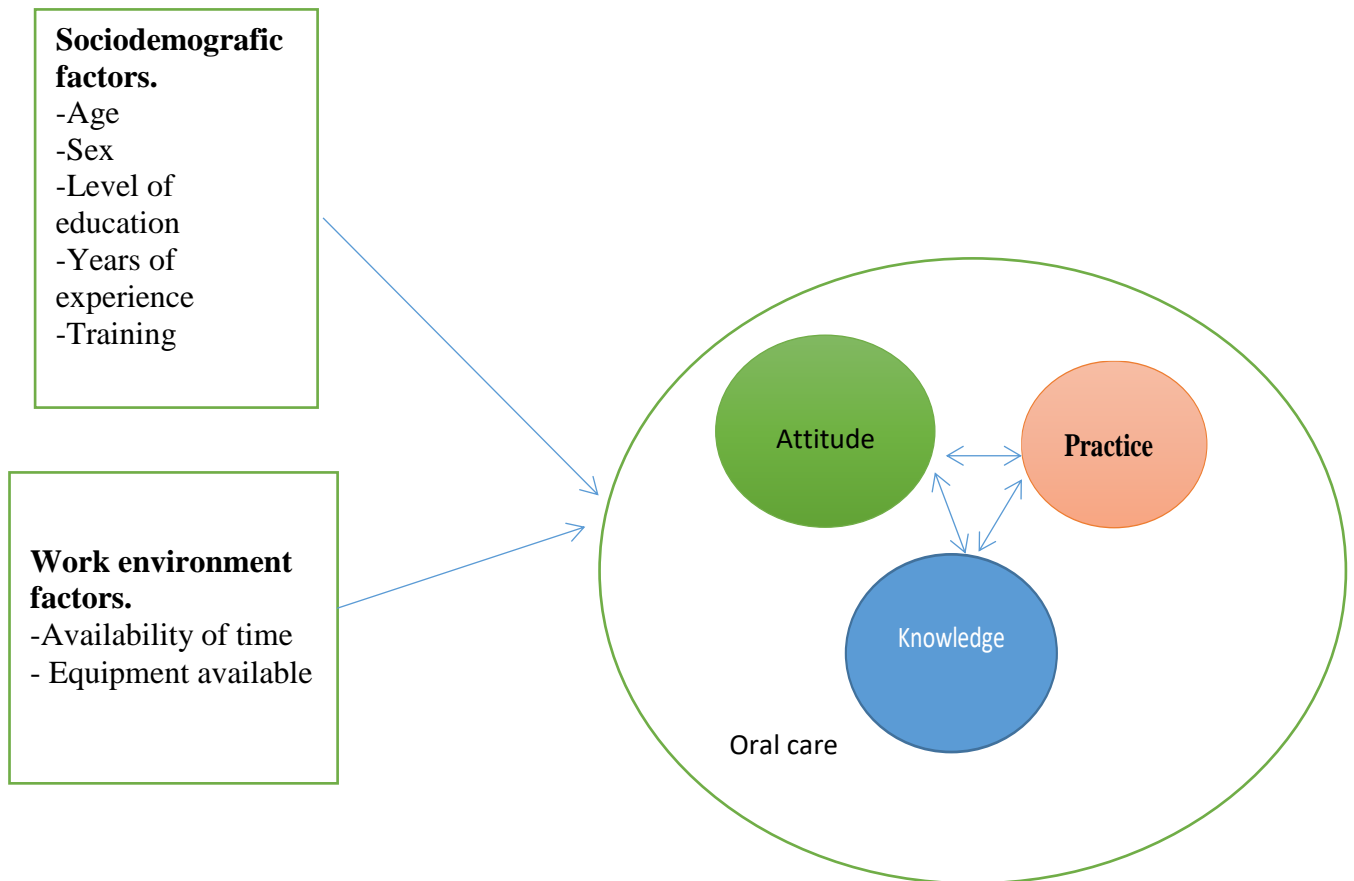 Sociodemografic
factors.
-Age
-Sex
-Level of
education
-Years of
experience
-Training
Work environment
factors.
-Availability of time
- Equipment available
Attitude
Practice
Knowledge
Oral care